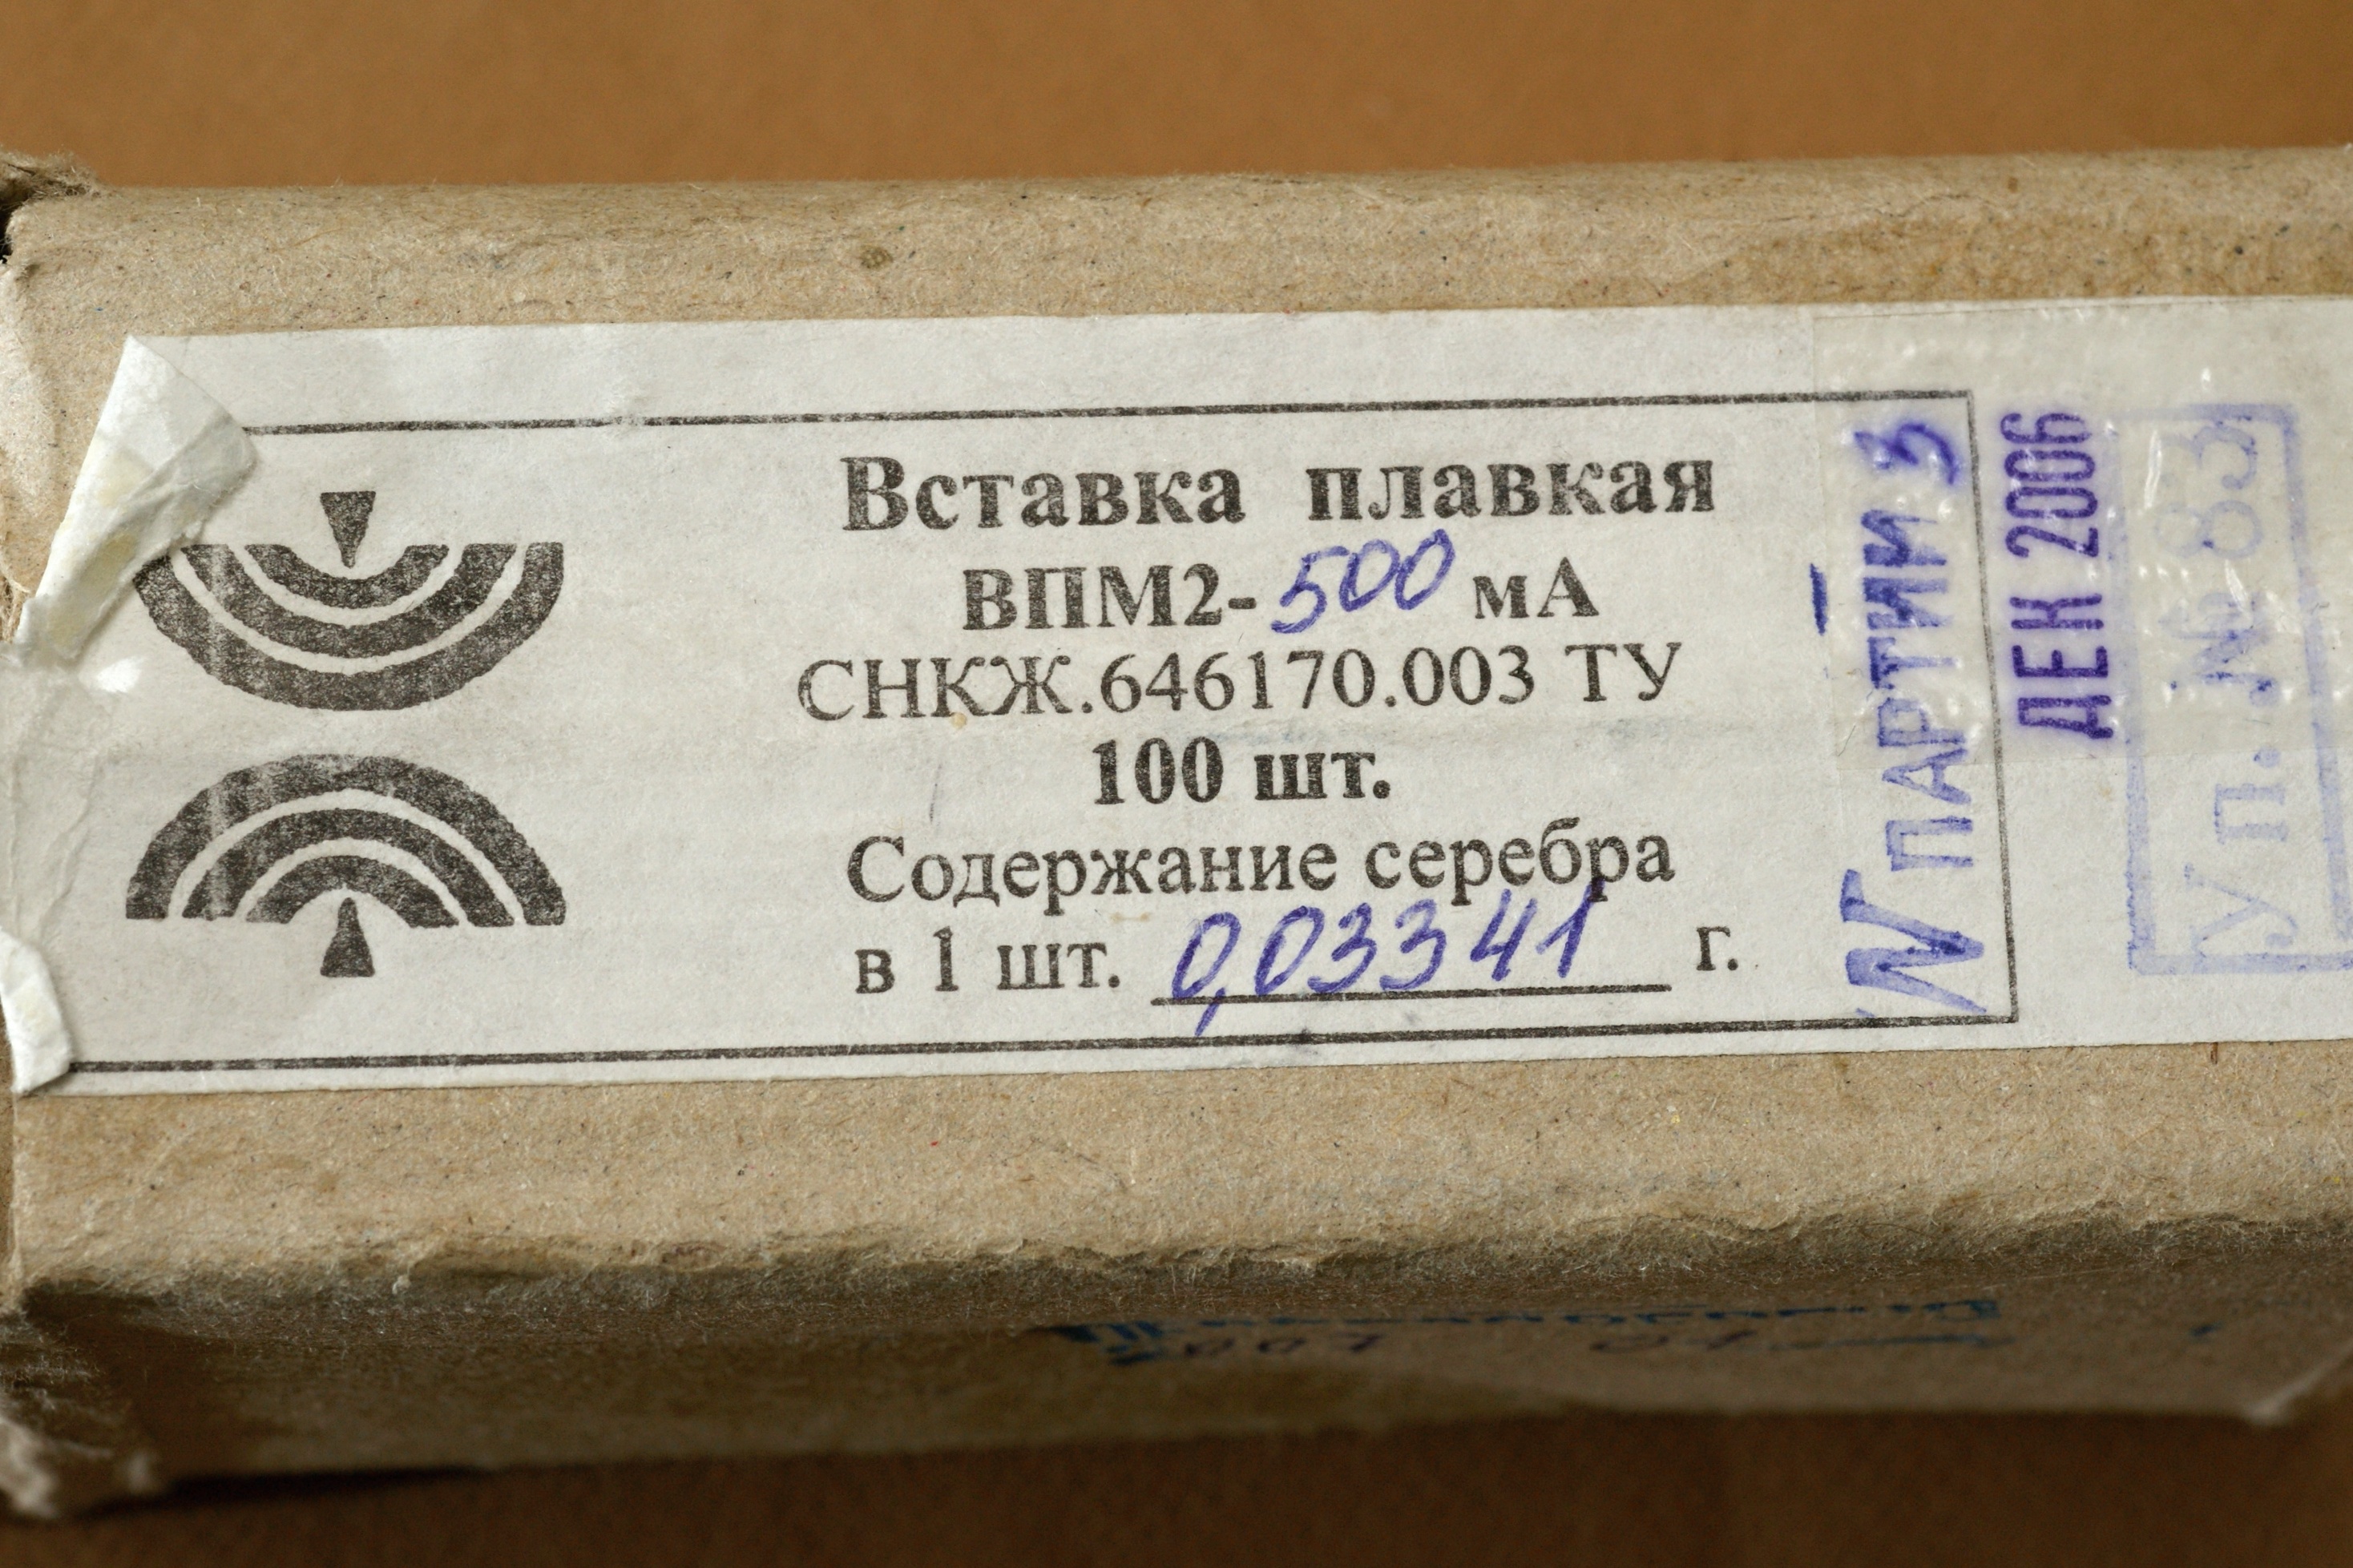 Вставка плавкая
ВПМ2-500 мА
СНКЖ.646170.003 ТУ
100 шт.
Содержание серебра
в 1 шт. 0,03341 г.
N ПАРТИИ 3
ДЕК 2006
Уп. № 83